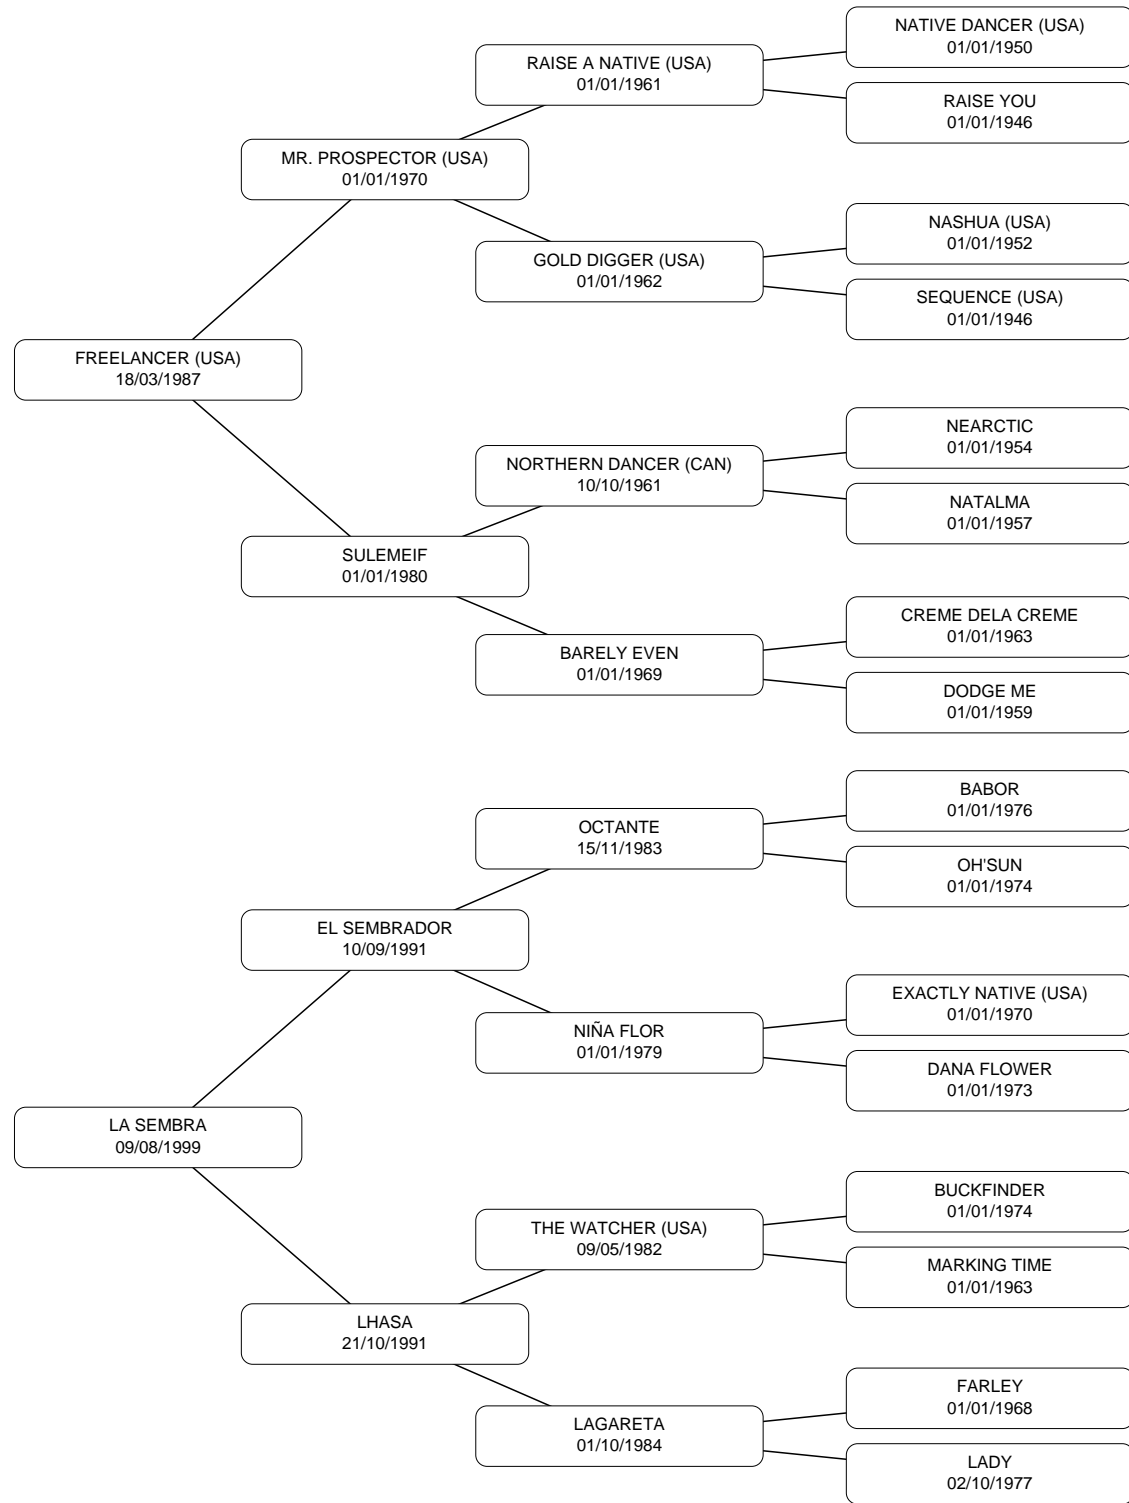 NATIVE DANCER (USA)
01/01/1950
RAISE A NATIVE (USA)
01/01/1961
RAISE YOU
01/01/1946
MR. PROSPECTOR (USA)
01/01/1970
NASHUA (USA)
01/01/1952
GOLD DIGGER (USA)
01/01/1962
SEQUENCE (USA)
01/01/1946
FREELANCER (USA)
18/03/1987
NEARCTIC
01/01/1954
NORTHERN DANCER (CAN)
10/10/1961
NATALMA
01/01/1957
SULEMEIF
01/01/1980
CREME DELA CREME
01/01/1963
BARELY EVEN
01/01/1969
DODGE ME
01/01/1959
BABOR
01/01/1976
OCTANTE
15/11/1983
OH'SUN
01/01/1974
EL SEMBRADOR
10/09/1991
EXACTLY NATIVE (USA)
01/01/1970
NIÑA FLOR
01/01/1979
DANA FLOWER
01/01/1973
LA SEMBRA
09/08/1999
BUCKFINDER
01/01/1974
THE WATCHER (USA)
09/05/1982
MARKING TIME
01/01/1963
LHASA
21/10/1991
FARLEY
01/01/1968
LAGARETA
01/10/1984
LADY
02/10/1977